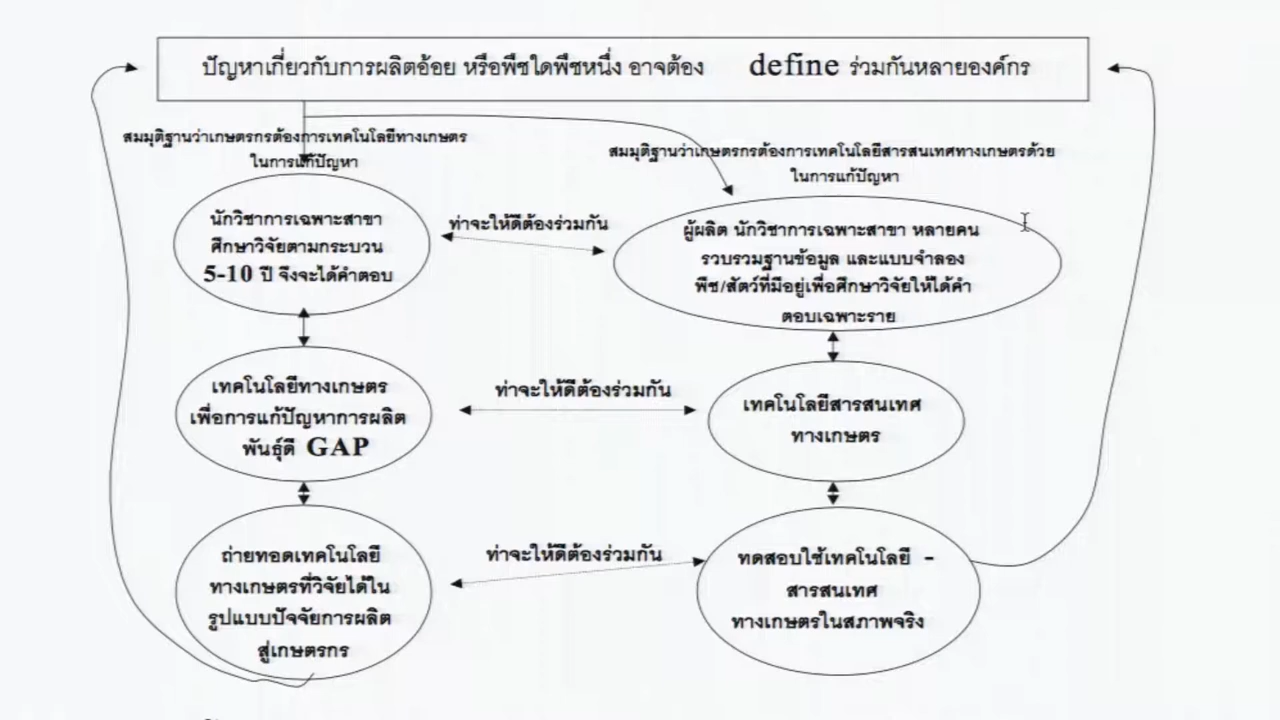 ปัญหาเกี่ยวกับการผลิตอ้อย หรือพืชใดพืชหนึ่ง อาจต้อง define ร่วมกันหลายองค์กร
สมมุติฐานว่าเกษตรกรต้องการเทคโนโลยีทางเกษตร
ในการแก้ปัญหา
สมมุติฐานว่าเกษตรกรต้องการเทคโนโลยีสารสนเทศทางเกษตรด้วย
ในการแก้ปัญหา
นักวิชาการเฉพาะสาขา
ศึกษาวิจัยตามกระบวน
5-10 ปี จึงจะได้คำตอบ
ท่าจะให้ดีต้องร่วมกัน
ผู้ผลิต นักวิชาการเฉพาะสาขา หลายคน
รวบรวมฐานข้อมูล และแบบจำลอง
พืช/สัตว์ที่มีอยู่เพื่อศึกษาวิจัยให้ได้คำ
ตอบเฉพาะราย
เทคโนโลยีทางเกษตร
เพื่อการแก้ปัญหาการผลิต
พันธุ์ดี GAP
ท่าจะให้ดีต้องร่วมกัน
เทคโนโลยีสารสนเทศ
ทางเกษตร
ถ่ายทอดเทคโนโลยี
ทางเกษตรที่วิจัยได้ใน
รูปแบบปัจจัยการผลิต
สู่เกษตรกร
ท่าจะให้ดีต้องร่วมกัน
ทดสอบใช้เทคโนโลยี -
สารสนเทศ
ทางเกษตรในสภาพจริง